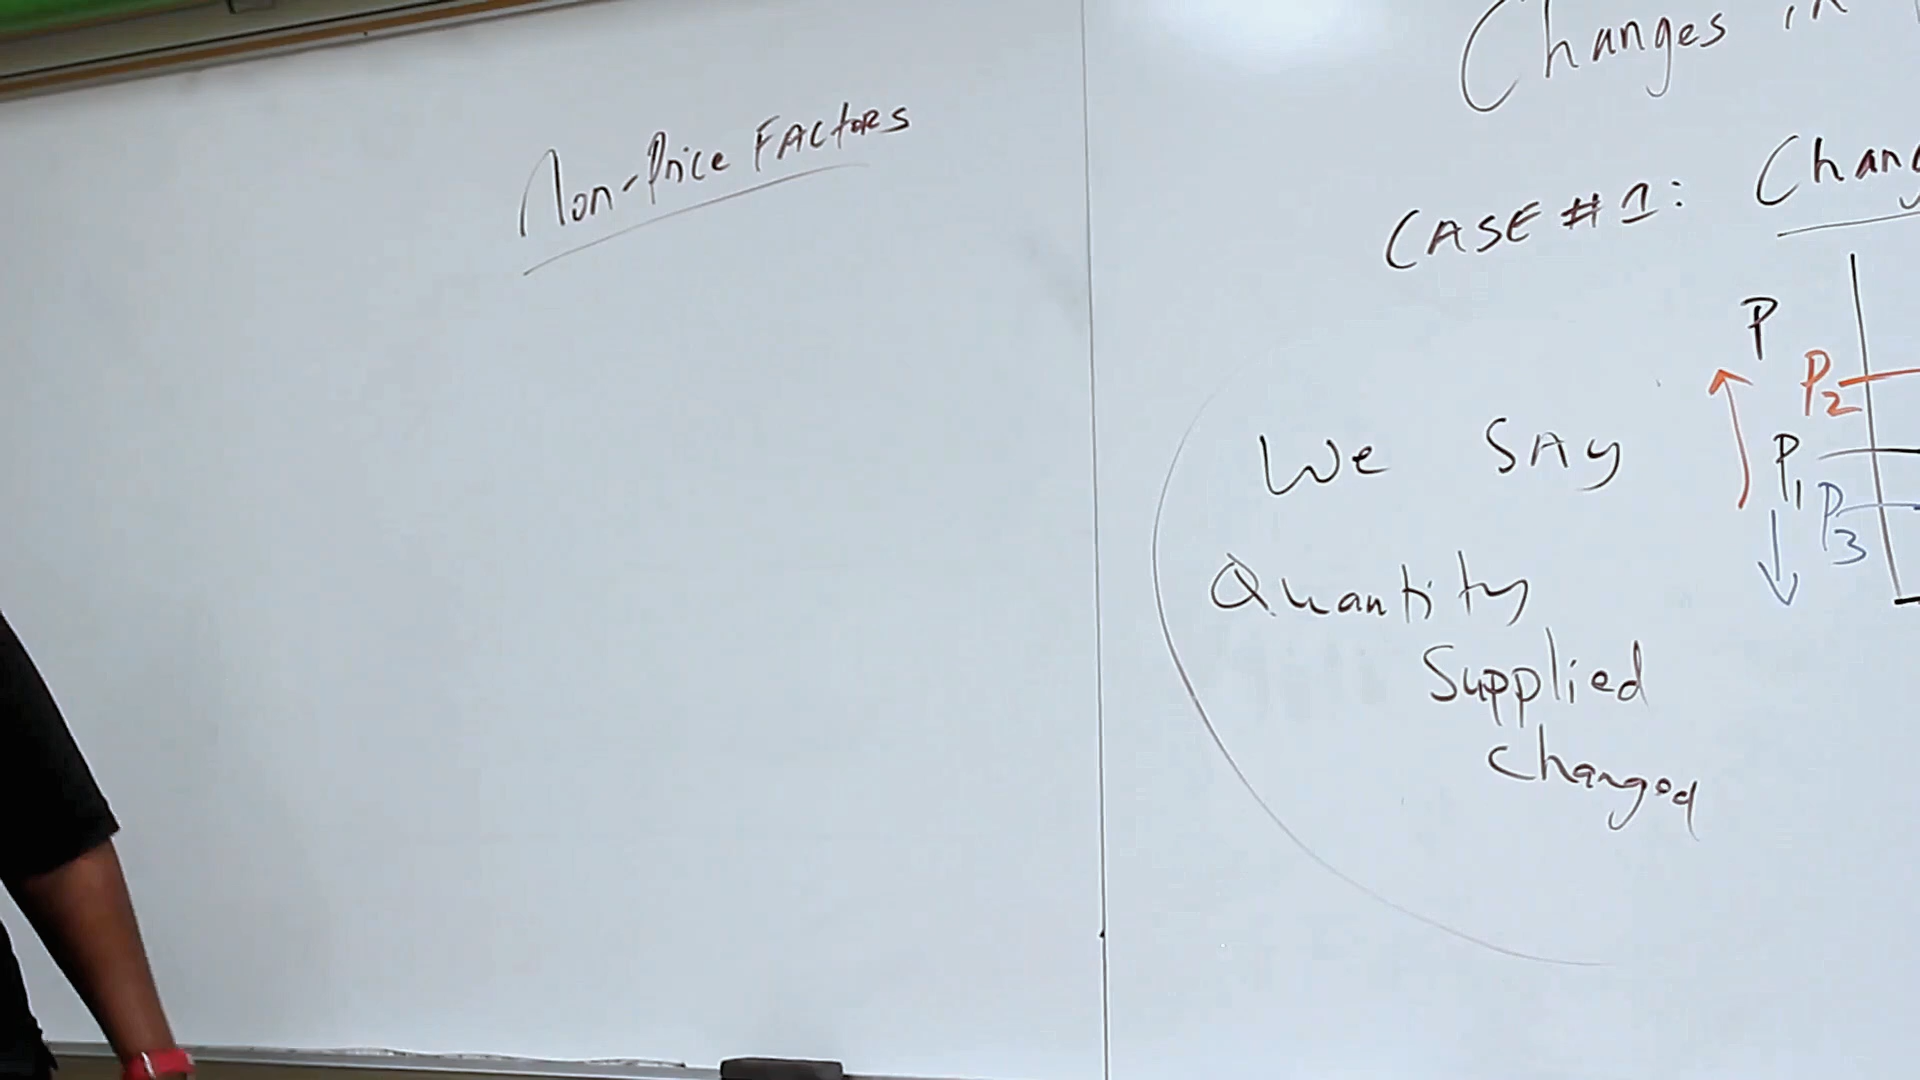 Non-Price FACtoRS
Changes in
CASE #1: Chang
P
P2
P1
P3
We SAy
Quantity
Supplied
Changed